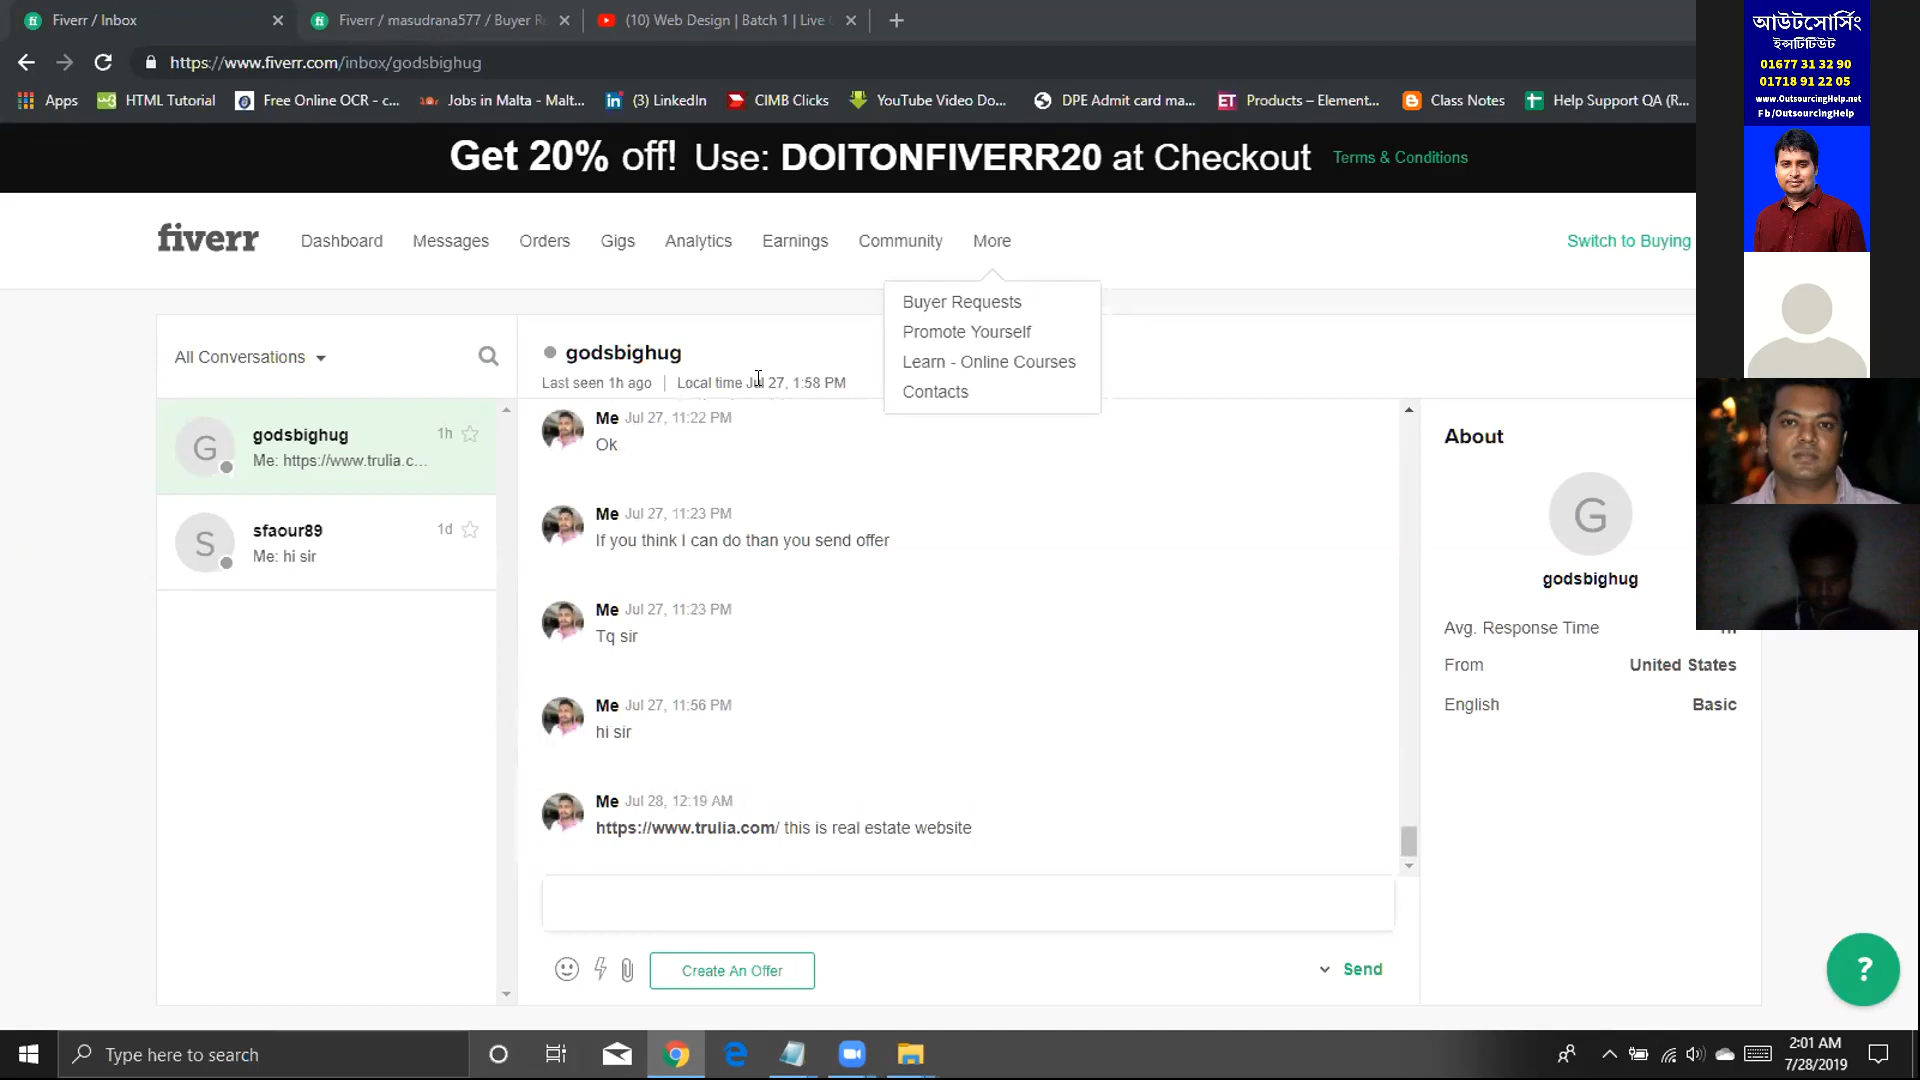 Fiverr / Inbox
Fiverr / masudrana577 / Buyer R
(10) Web Design | Batch 1 | Live
https://www.fiverr.com/inbox/godsbighug
Apps
HTML Tutorial
Free Online OCR - c...
Jobs in Malta - Malt...
(3) LinkedIn
CIMB Clicks
YouTube Video Do...
DPE Admit card ma...
Products – Element...
Class Notes
Help Support QA (R...
আউটসোর্সিং
ইন্সটিটিউট
01677 31 32 90
01718 91 22 05
www.OutsourcingHelp.net
Fb/OutsourcingHelp
Get 20% off! Use: DOITONFIVERR20 at Checkout
Terms & Conditions
fiverr
Dashboard
Messages
Orders
Gigs
Analytics
Earnings
Community
More
Switch to Buying
Buyer Requests
Promote Yourself
Learn - Online Courses
Contacts
All Conversations
godsbighug
1h
Me: https://www.trulia.c...
sfaour89
1d
Me: hi sir
godsbighug
Last seen 1h ago | Local time Jul 27, 1:58 PM
Me Jul 27, 11:22 PM
Ok
Me Jul 27, 11:23 PM
If you think I can do than you send offer
Me Jul 27, 11:23 PM
Tq sir
Me Jul 27, 11:56 PM
hi sir
Me Jul 28, 12:19 AM
https://www.trulia.com/ this is real estate website
Create An Offer
Send
About
G
godsbighug
Avg. Response Time
From
United States
English
Basic
G
S
?
Type here to search
2:01 AM
7/28/2019